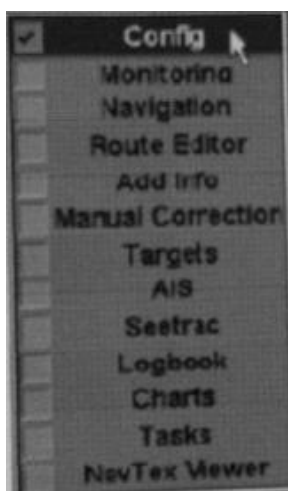 Config
Monitoring
Navigation
Route Editor
Add Info
Manual Correction
Targets
AIS
Seetrac
Logbook
Charts
Tasks
NavTex Viewer